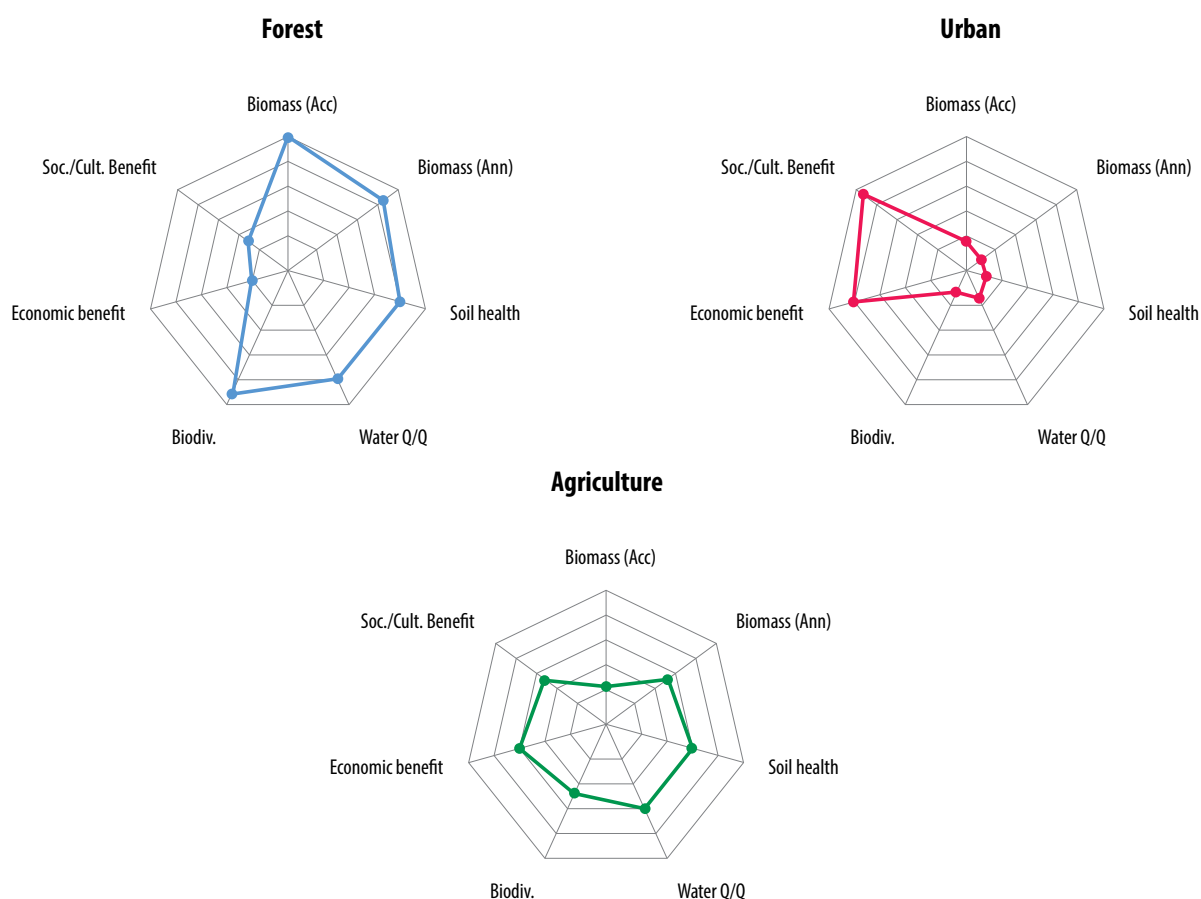 Forest
Biomass (Acc)
Soc./Cult. Benefit
Biomass (Ann)
Economic benefit
Soil health
Biodiv.
Water Q/Q
Urban
Biomass (Acc)
Soc./Cult. Benefit
Biomass (Ann)
Economic benefit
Soil health
Biodiv.
Water Q/Q
Agriculture
Biomass (Acc)
Soc./Cult. Benefit
Biomass (Ann)
Economic benefit
Soil health
Biodiv.
Water Q/Q